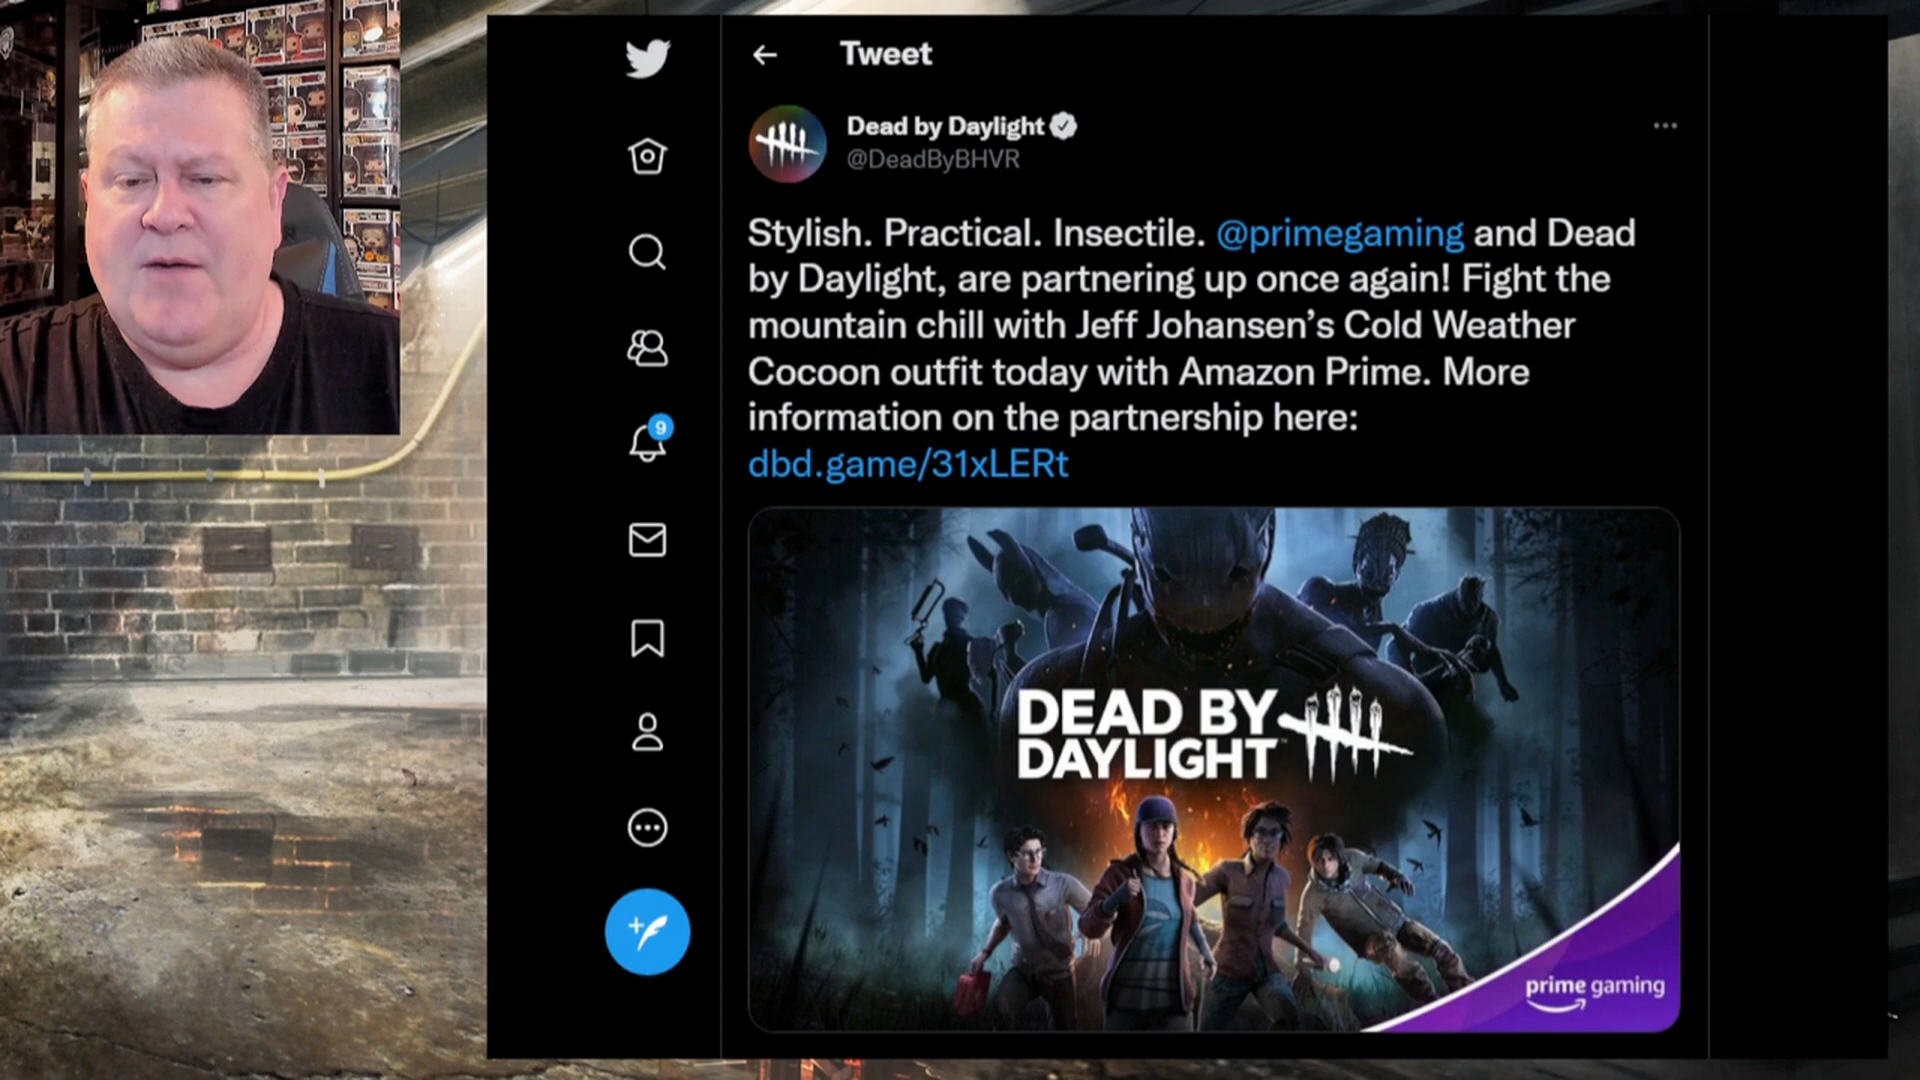 Tweet
Dead by Daylight
@DeadByBHVR
Stylish. Practical. Insectile. @primegaming and Dead
by Daylight, are partnering up once again! Fight the
mountain chill with Jeff Johansen’s Cold Weather
Cocoon outfit today with Amazon Prime. More
information on the partnership here:
dbd.game/31xLERt
9
DEAD BY
DAYLIGHT
prime gaming